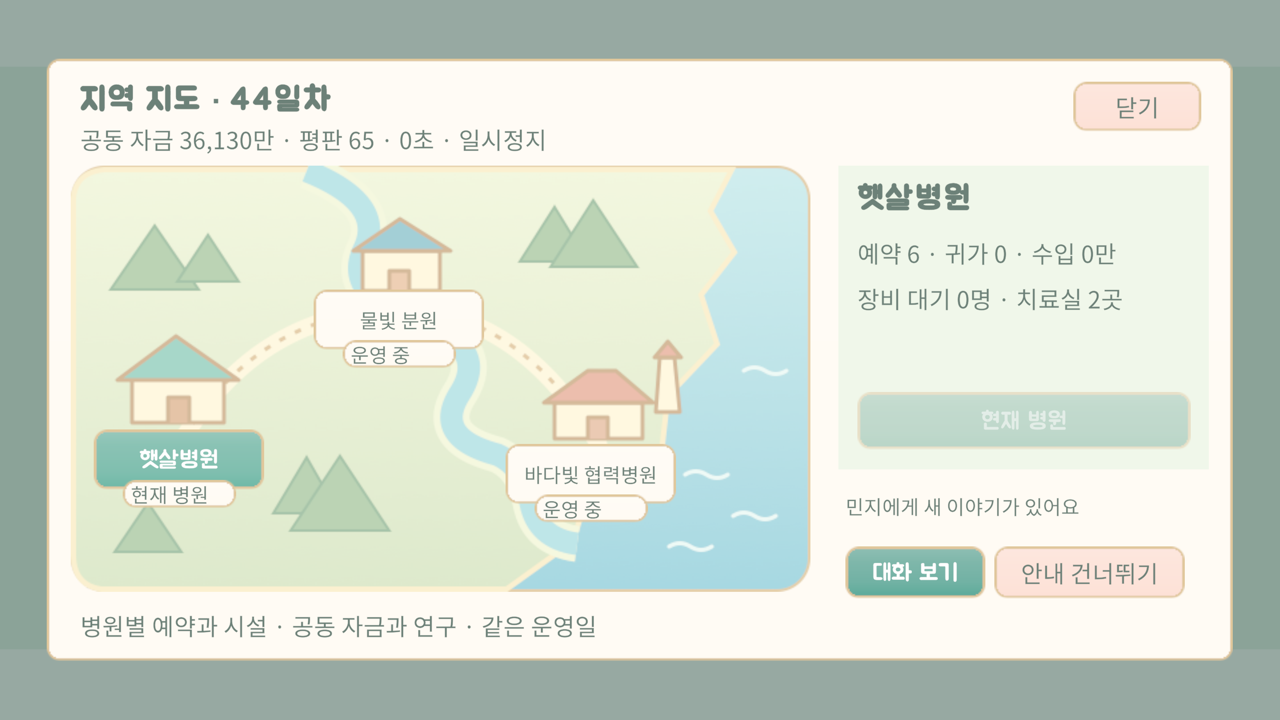 지역 지도 · 44일차
닫기
공동 자금 36,130만 · 평판 65 · 0초 · 일시정지
물빛 분원
운영 중
햇살병원
현재 병원
바다빛 협력병원
운영 중
햇살병원
예약 6 · 귀가 0 · 수입 0만
장비 대기 0명 · 치료실 2곳
현재 병원
민지에게 새 이야기가 있어요
대화 보기
안내 건너뛰기
병원별 예약과 시설 · 공동 자금과 연구 · 같은 운영일